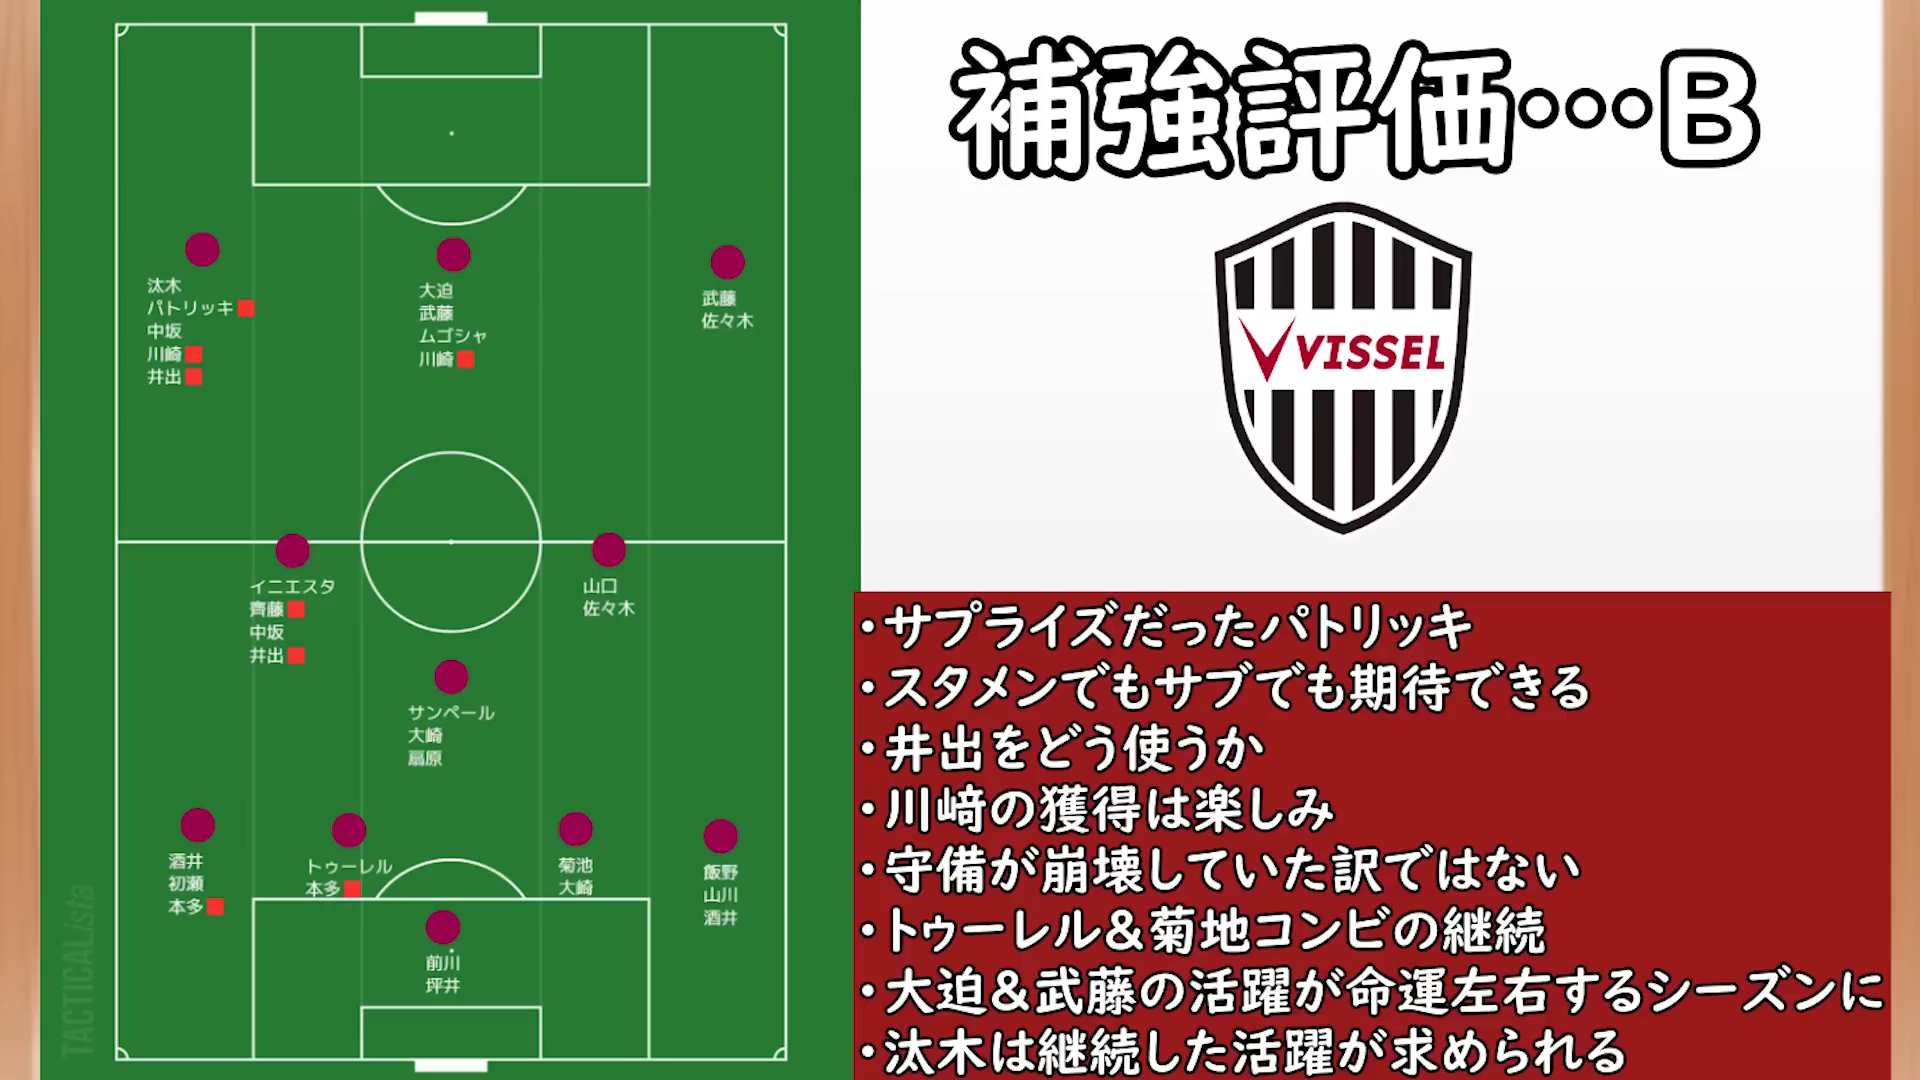 補強評価…B
VISSEL
汰木
パトリッキ
中坂
川崎
井出
大迫
武藤
ムゴシャ
川崎
武藤
佐々木
イニエスタ
齊藤
中坂
井出
山口
佐々木
サンペール
大崎
扇原
酒井
初瀬
本多
トゥーレル
本多
菊池
大崎
飯野
山川
酒井
前川
坪井
TACTICALista
・サプライズだったパトリッキ
・スタメンでもサブでも期待できる
・井出をどう使うか
・川﨑の獲得は楽しみ
・守備が崩壊していた訳ではない
・トゥーレル&菊地コンビの継続
・大迫&武藤の活躍が命運左右するシーズンに
・汰木は継続した活躍が求められる